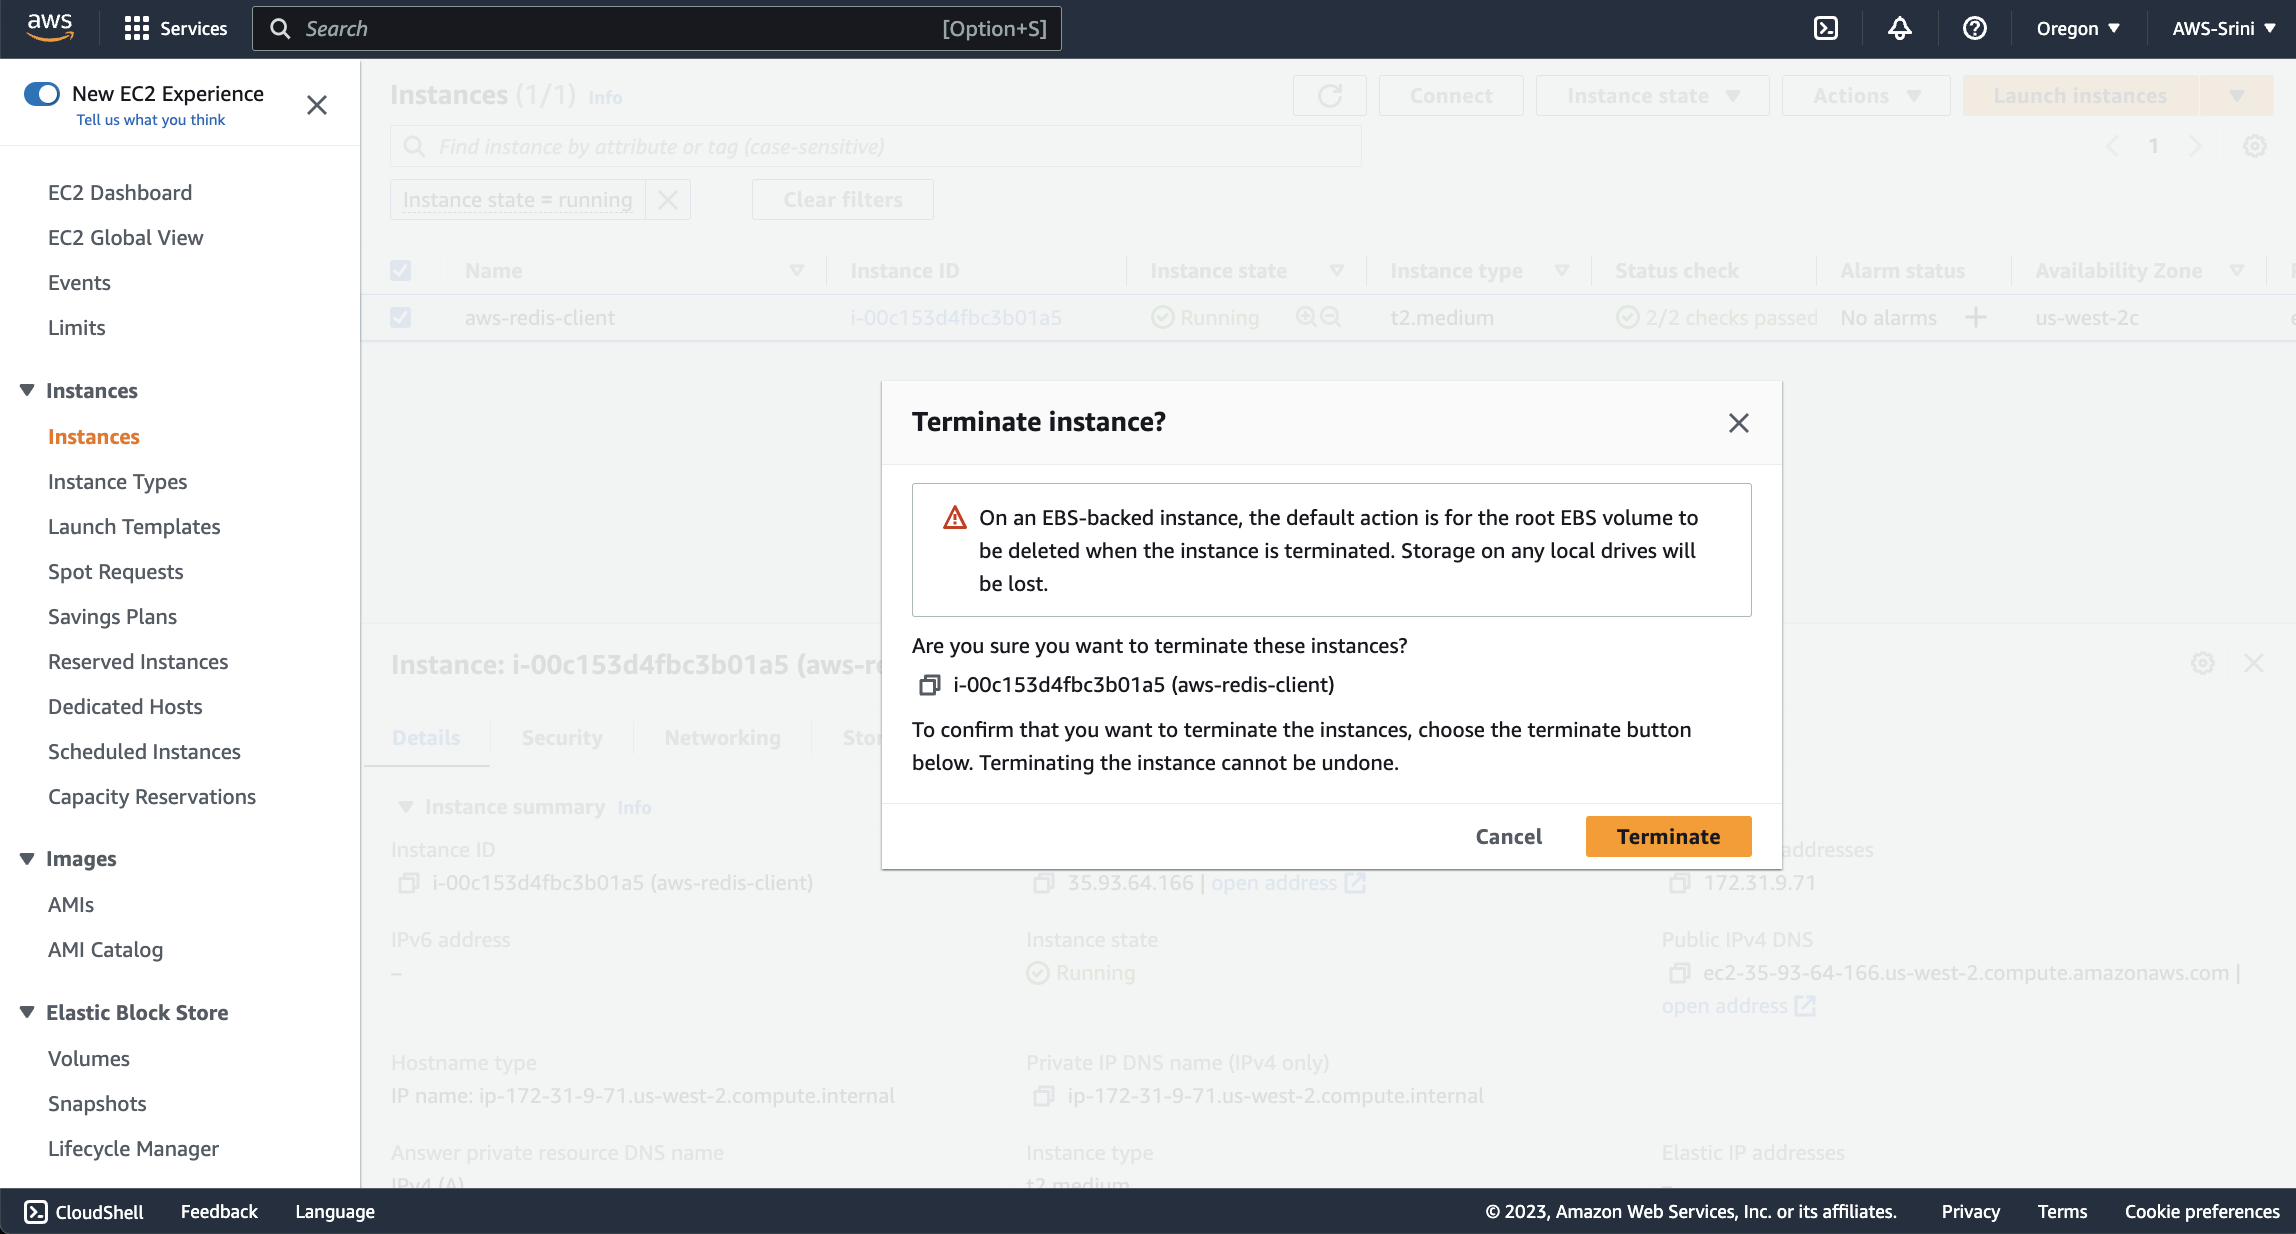 aws
Services
Search
[Option+S]
Oregon
AWS-Srini
New EC2 Experience
Tell us what you think
EC2 Dashboard
EC2 Global View
Events
Limits
Instances
Instances
Instance Types
Launch Templates
Spot Requests
Savings Plans
Reserved Instances
Dedicated Hosts
Scheduled Instances
Capacity Reservations
Images
AMIs
AMI Catalog
Elastic Block Store
Volumes
Snapshots
Lifecycle Manager
Instances (1/1) Info
Connect
Instance state
Actions
Launch instances
Find instance by attribute or tag (case-sensitive)
1
Instance state = running
Clear filters
Name Instance ID Instance state Instance type Status check Alarm status Availability Zone
aws-redis-client i-00c153d4fbc3b01a5 Running t2.medium 2/2 checks passed No alarms us-west-2c
Terminate instance?
On an EBS-backed instance, the default action is for the root EBS volume to
be deleted when the instance is terminated. Storage on any local drives will
be lost.
Are you sure you want to terminate these instances?
i-00c153d4fbc3b01a5 (aws-redis-client)
To confirm that you want to terminate the instances, choose the terminate button
below. Terminating the instance cannot be undone.
Cancel
Terminate
Instance: i-00c153d4fbc3b01a5 (aws-re
Details
Security
Networking
Stor
Instance summary Info
Instance ID
i-00c153d4fbc3b01a5 (aws-redis-client)
35.93.64.166 | open address
addresses
172.31.9.71
IPv6 address
–
Instance state
Running
Public IPv4 DNS
ec2-35-93-64-166.us-west-2.compute.amazonaws.com |
open address
Hostname type
IP name: ip-172-31-9-71.us-west-2.compute.internal
Private IP DNS name (IPv4 only)
ip-172-31-9-71.us-west-2.compute.internal
Answer private resource DNS name
IPv4 (A)
Instance type
t2.medium
Elastic IP addresses
–
CloudShell
Feedback
Language
© 2023, Amazon Web Services, Inc. or its affiliates.
Privacy
Terms
Cookie preferences